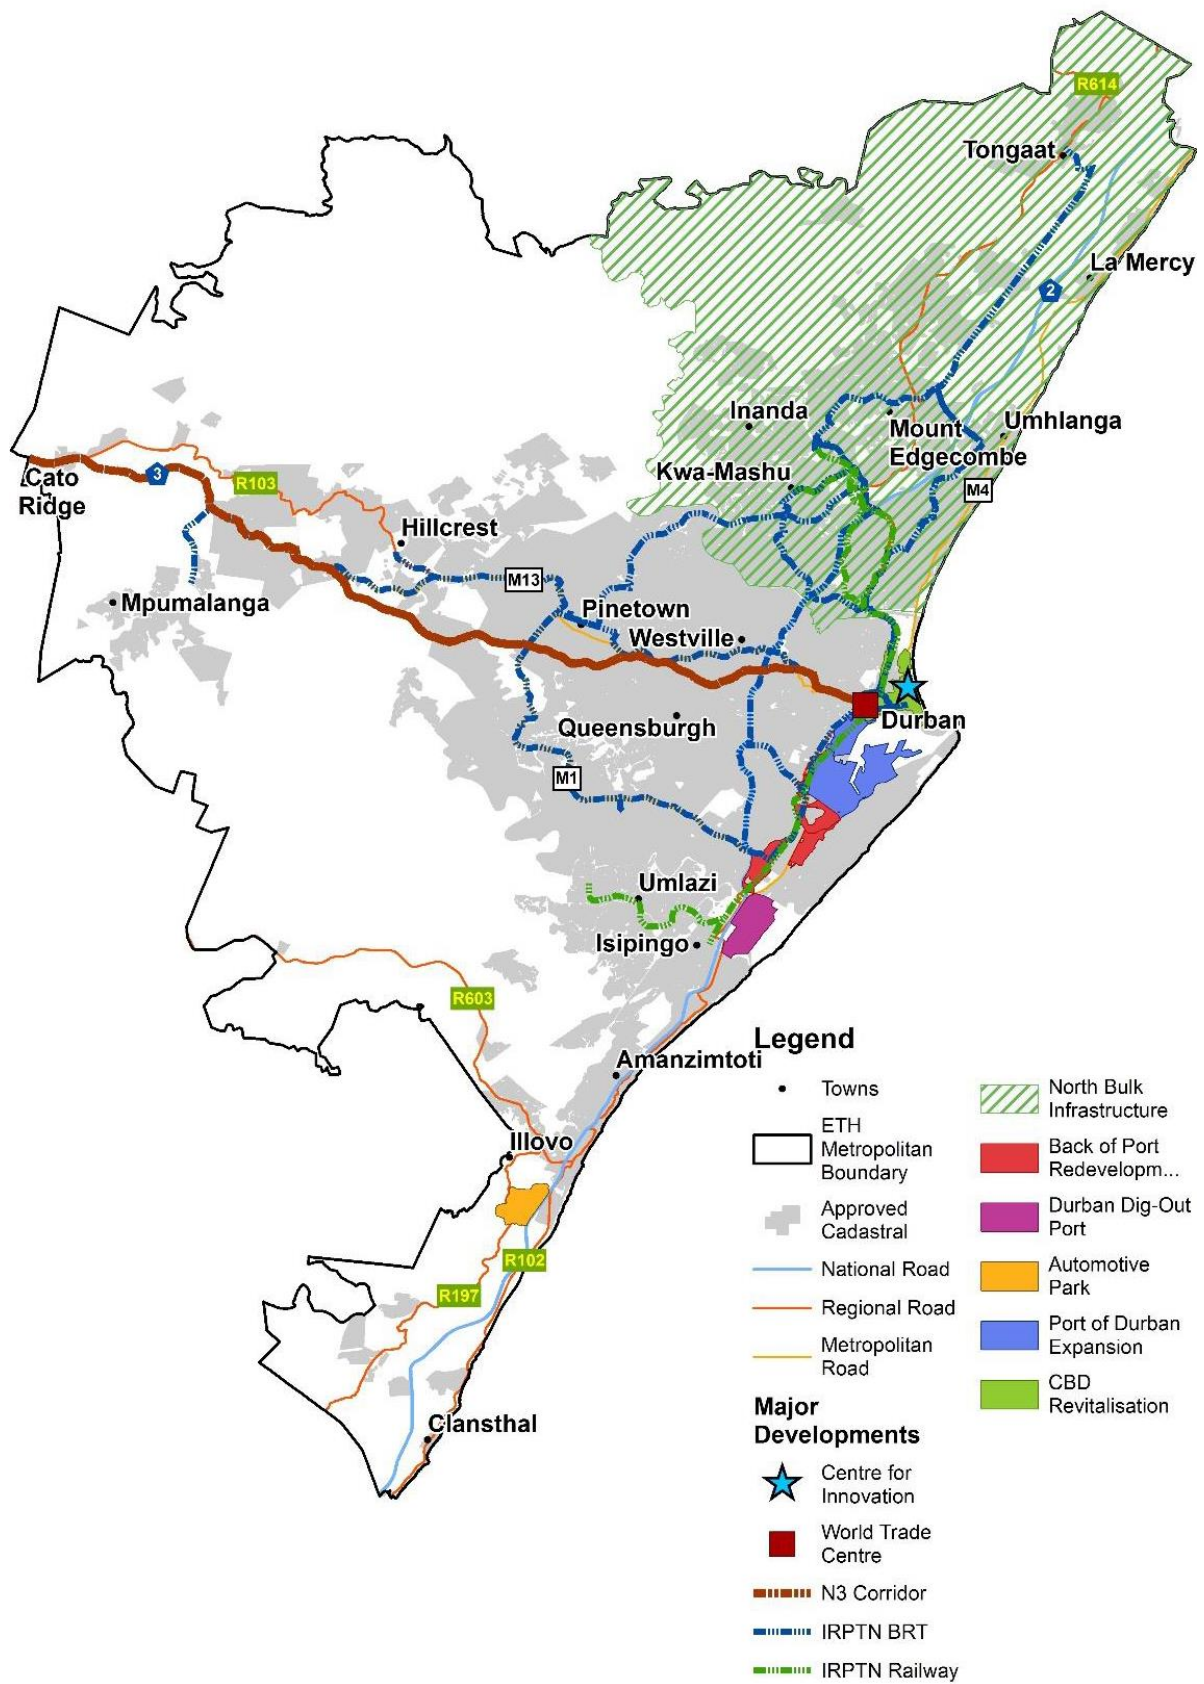 R614
Tongaat
La Mercy
2
Inanda
Mount
Edgecombe
Umhlanga
Kwa-Mashu
M4
Cato
Ridge
3
R103
Hillcrest
M13
Mpumalanga
Pinetown
Westville
Queensburgh
Durban
M1
Umlazi
Isipingo
R603
Amanzimtoti
Illovo
R102
R197
Clansthal
Legend
Towns
ETH
Metropolitan
Boundary
Approved
Cadastral
National Road
Regional Road
Metropolitan
Road
Major
Developments
Centre for
Innovation
World Trade
Centre
N3 Corridor
IRPTN BRT
IRPTN Railway
North Bulk
Infrastructure
Back of Port
Redevelopm...
Durban Dig-Out
Port
Automotive
Park
Port of Durban
Expansion
CBD
Revitalisation